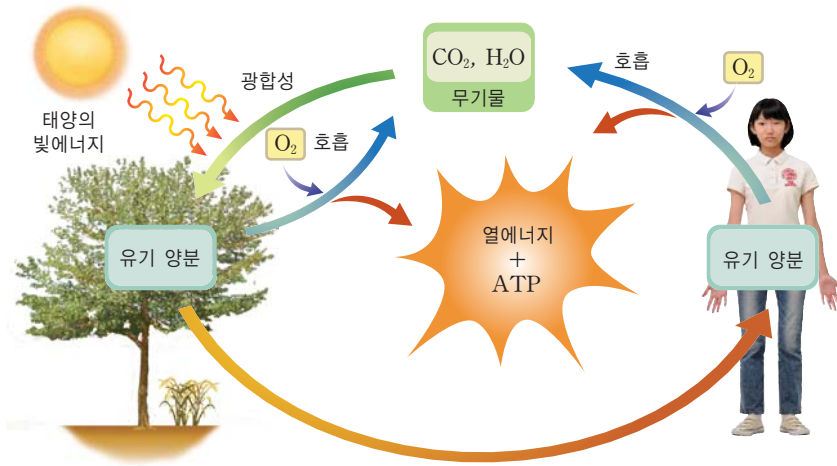 태양의
빛에너지
광합성
CO₂, H₂O
무기물
호흡
O₂
O₂
호흡
유기 양분
열에너지
+
ATP
유기 양분